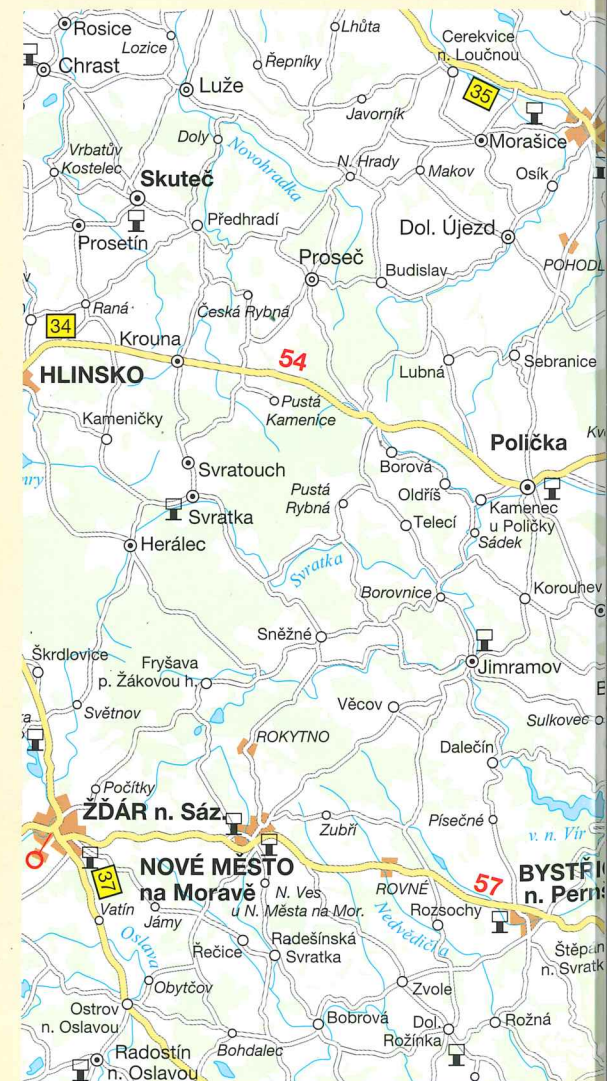 Rosice
Lhůta
Lozice
Cerekvice
n. Loučnou
Řepníky
Chrast
Luže
35
Javorník
Doly
Morašice
Novohradka
Vrbatův
Kostelec
N. Hrady
Makov
Osík
Skuteč
Předhradí
Dol. Újezd
Prosetín
Proseč
Budislav
POHODL
Raná
Česká Rybná
34
Krouna
54
Sebranice
Lubná
HLINSKO
Pustá
Kamenice
Kameničky
Polička
Borová
Svratouch
Oldříš
Pustá
Rybná
Kamenec
u Poličky
Svratka
Telecí
Sádek
Herálec
Svratka
Borovnice
Korouhev
Sněžné
Škrdlovice
Fryšava
p. Žákovou h.
Jimramov
Světnov
Věcov
Sulkovec
ROKYTNO
Dalečín
Počítky
ŽĎÁR n. Sáz.
Zubří
Písečné
v. n. Vír
NOVÉ MĚSTO
na Moravě
ROVNÉ
57
BYSTŘI
n. Perns
37
N. Ves
u N. Města na Mor.
Vatín
Jámy
Nedvědička
Rozsochy
Oslava
Řečice
Radešínská
Svratka
Štěpán
n. Svratk
Obytčov
Zvole
Ostrov
n. Oslavou
Bobrová
Dol.
Rožínka
Rožná
Bohdalec
Radostín
n. Oslavou